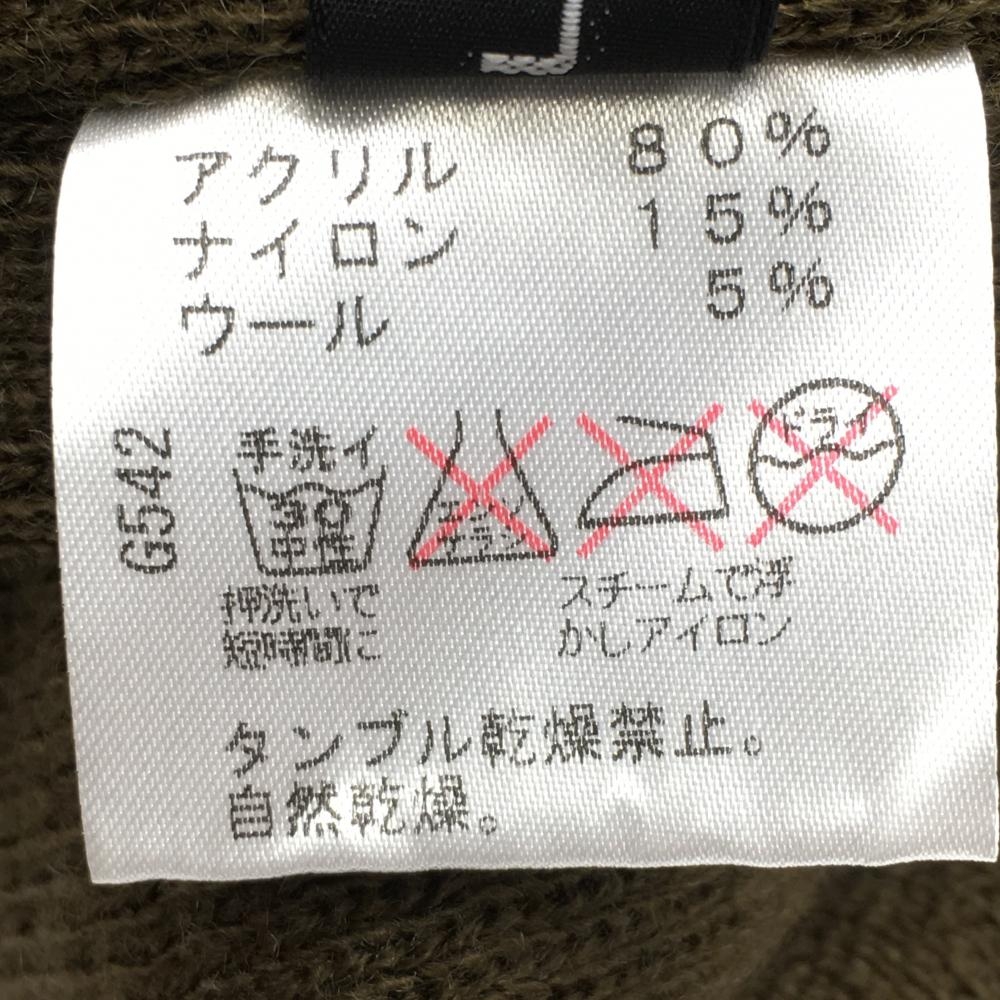 L
アクリル 80%
ナイロン 15%
ウール 5%
G542
手洗イ
30
中性
エンソ
サラシ
ドライ
押洗いで
短時間に
スチームで浮
かしアイロン
タンブル乾燥禁止。
自然乾燥。